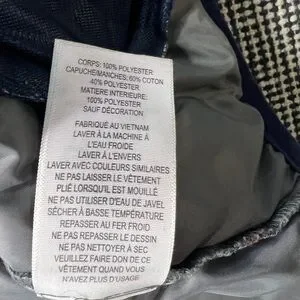 CORPS: 100% POLYESTER
CAPUCHE/MANCHES: 60% COTON
40% POLYESTER
MATIERE INTERIEURE:
100% POLYESTER
SAUF DÉCORATION
FABRIQUÉ AU VIETNAM
LAVER À LA MACHINE À
L'EAU FROIDE
LAVER À L'ENVERS
LAVER AVEC COULEURS SIMILAIRES
NE PAS LAISSER LE VÊTEMENT
PLIÉ LORSQU'IL EST MOUILLÉ
NE PAS UTILISER D'EAU DE JAVEL
SÉCHER À BASSE TEMPÉRATURE
REPASSER AU FER FROID
NE PAS REPASSER LE DESSIN
NE PAS NETTOYER À SEC
VEUILLEZ FAIRE DON DE CE
VÊTEMENT QUAND VOUS
N'AVEZ PLUS D'USAGE